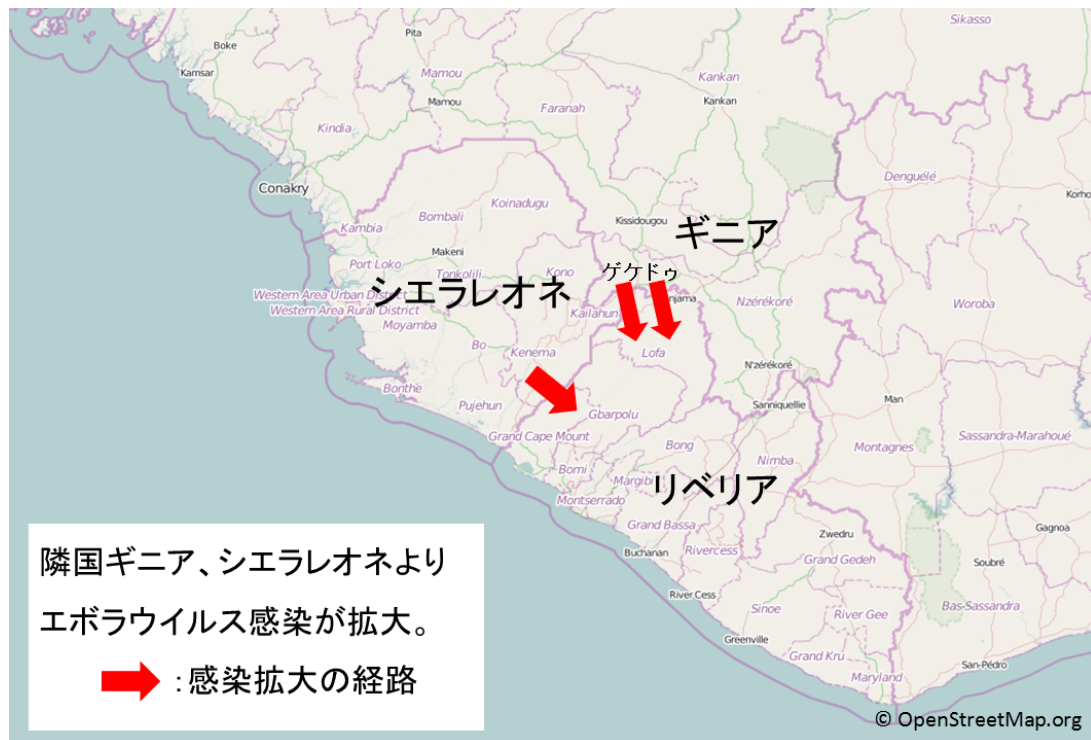 Sikasso
Pita
Boke
Kamsar
Mamou
Kankan
Mamou
Faranah
Kankan
Kindia
Denguélé
Conakry
Koinadugu
Korho
Bombali
Kissidougou
ギニア
Kambia
Makeni
Port Loko
Tonkolili
Kono
ゲケドゥ
シエラレオネ
Western Area Urban District
Western Area Rural District
njama
Nzérékoré
Woroba
Kailahun
Moyamba
Bo
Kenema
Lofa
N'zérékoré
Bonthe
Pujehun
Gbarpolu
Sanniquellie
Man
Grand Cape Mount
Bong
Montagnes
Sassandra-Marahoué
Bomi
Nimba
Margibi
リベリア
Montserrado
Grand Bassa
Zwedru
Gagnoa
Buchanan
Rivercess
Grand Gedeh
Soubré
River Cess
Sinoe
River Gee
Bas-Sassandra
Greenville
Grand Kru
San-Pédro
Maryland
隣国ギニア、シエラレオネより
エボラウイルス感染が拡大。
:感染拡大の経路
© OpenStreetMap.org